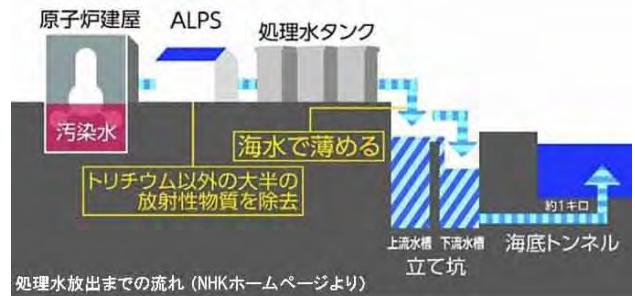 原子炉建屋
ALPS
処理水タンク
汚染水
海水で薄める
トリチウム以外の大半の
放射性物質を除去
約1キロ
上流水槽
下流水槽
立て坑
海底トンネル
処理水放出までの流れ (NHKホームページより)